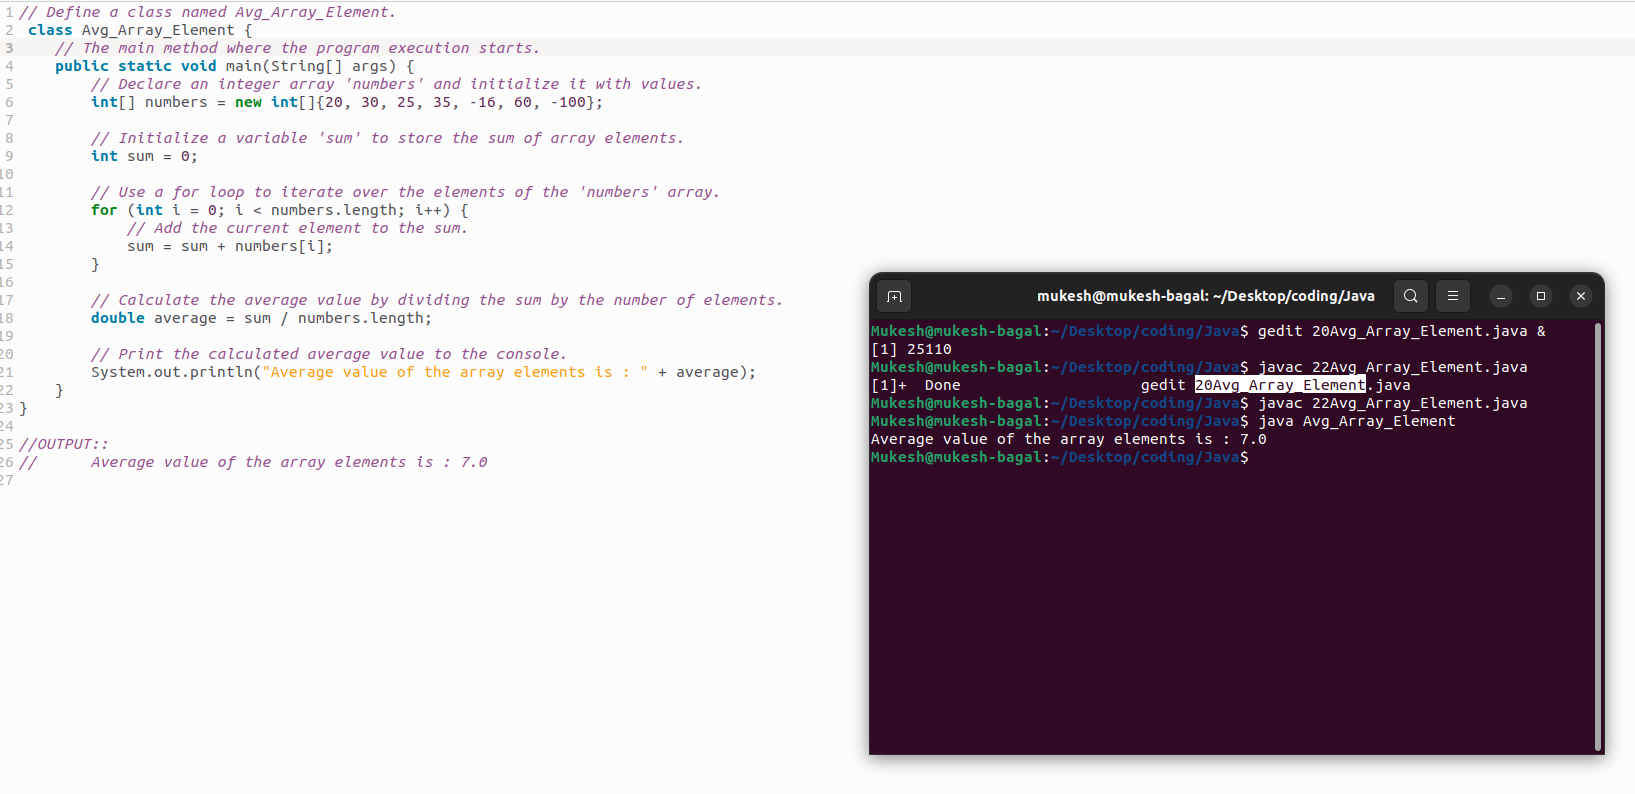 1 // Define a class named Avg_Array_Element.
2  class Avg_Array_Element {
3     // The main method where the program execution starts.
4     public static void main(String[] args) {
5         // Declare an integer array 'numbers' and initialize it with values.
6         int[] numbers = new int[]{20, 30, 25, 35, -16, 60, -100};
7
8         // Initialize a variable 'sum' to store the sum of array elements.
9         int sum = 0;
10
11         // Use a for loop to iterate over the elements of the 'numbers' array.
12         for (int i = 0; i < numbers.length; i++) {
13             // Add the current element to the sum.
14             sum = sum + numbers[i];
15         }
16
17         // Calculate the average value by dividing the sum by the number of elements.
18         double average = sum / numbers.length;
19
20         // Print the calculated average value to the console.
21         System.out.println("Average value of the array elements is : " + average);
22     }
23 }
24
25 //OUTPUT::
26 //      Average value of the array elements is : 7.0
27
mukesh@mukesh-bagal: ~/Desktop/coding/Java
Mukesh@mukesh-bagal:~/Desktop/coding/Java$ gedit 20Avg_Array_Element.java &
[1] 25110
Mukesh@mukesh-bagal:~/Desktop/coding/Java$ javac 22Avg_Array_Element.java
[1]+  Done                    gedit 20Avg_Array_Element.java
Mukesh@mukesh-bagal:~/Desktop/coding/Java$ javac 22Avg_Array_Element.java
Mukesh@mukesh-bagal:~/Desktop/coding/Java$ java Avg_Array_Element
Average value of the array elements is : 7.0
Mukesh@mukesh-bagal:~/Desktop/coding/Java$